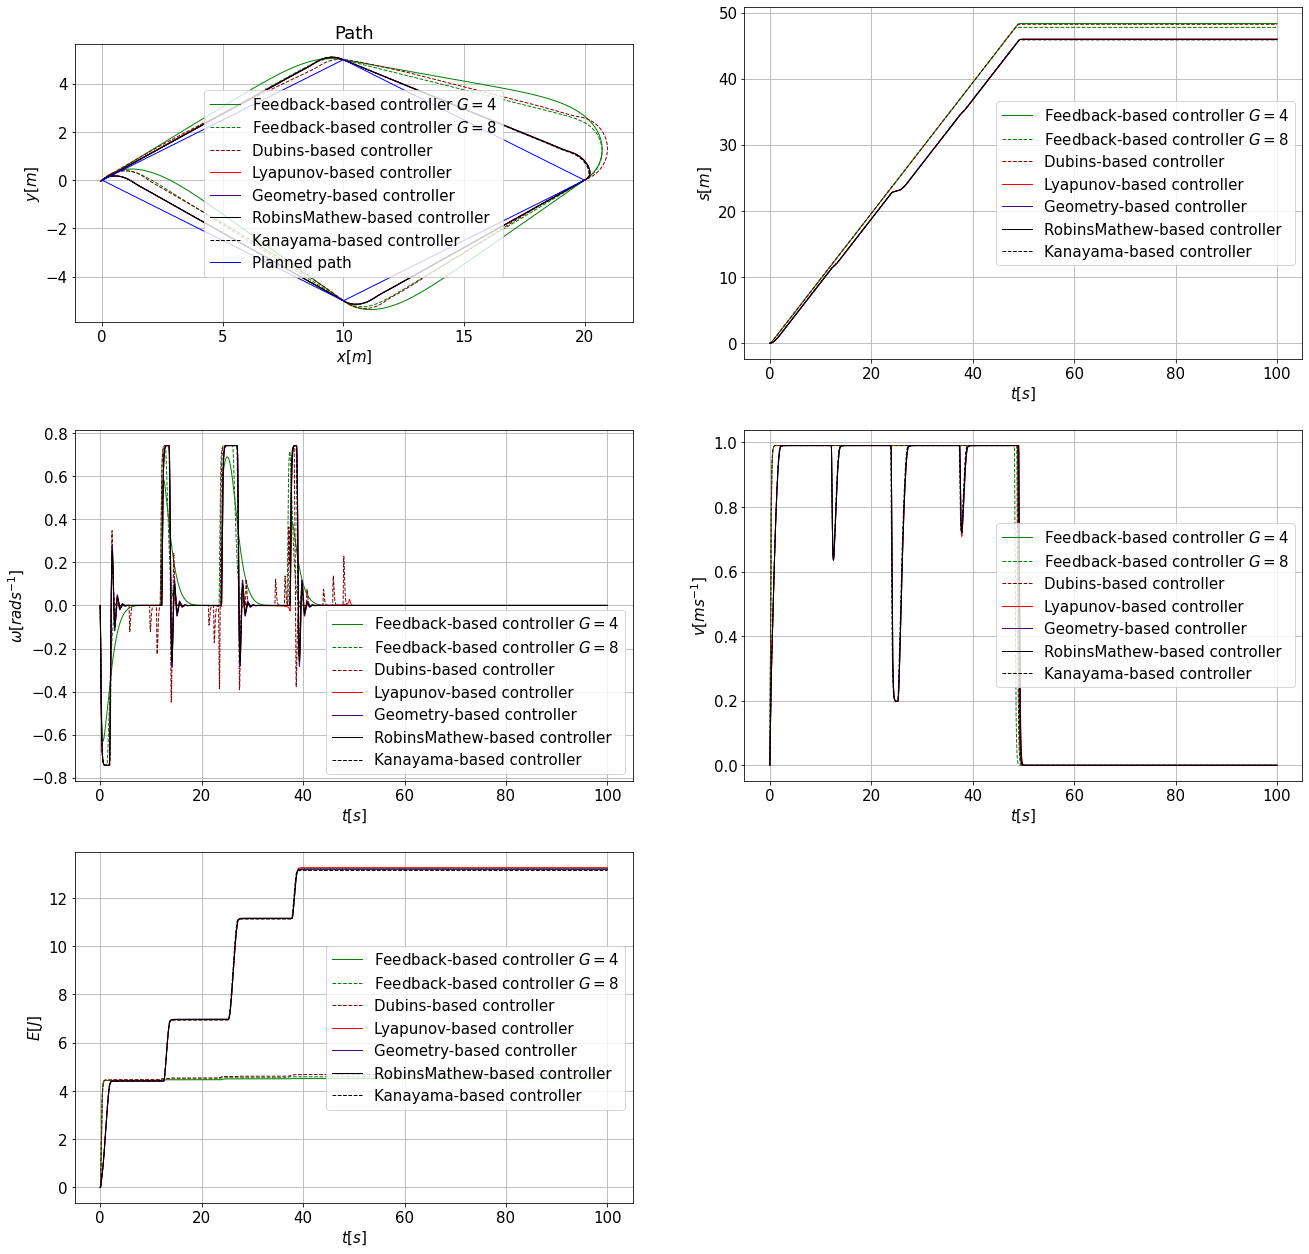 Path
4
2
0
−2
−4
y[m]
0
5
10
15
20
x[m]
Feedback-based controller G = 4
Feedback-based controller G = 8
Dubins-based controller
Lyapunov-based controller
Geometry-based controller
RobinsMathew-based controller
Kanayama-based controller
Planned path
50
40
30
20
10
0
s[m]
0
20
40
60
80
100
t[s]
Feedback-based controller G = 4
Feedback-based controller G = 8
Dubins-based controller
Lyapunov-based controller
Geometry-based controller
RobinsMathew-based controller
Kanayama-based controller
0.8
0.6
0.4
0.2
0.0
−0.2
−0.4
−0.6
−0.8
ω[rads⁻¹]
0
20
40
60
80
100
t[s]
Feedback-based controller G = 4
Feedback-based controller G = 8
Dubins-based controller
Lyapunov-based controller
Geometry-based controller
RobinsMathew-based controller
Kanayama-based controller
1.0
0.8
0.6
0.4
0.2
0.0
v[ms⁻¹]
0
20
40
60
80
100
t[s]
Feedback-based controller G = 4
Feedback-based controller G = 8
Dubins-based controller
Lyapunov-based controller
Geometry-based controller
RobinsMathew-based controller
Kanayama-based controller
12
10
8
6
4
2
0
E[J]
0
20
40
60
80
100
t[s]
Feedback-based controller G = 4
Feedback-based controller G = 8
Dubins-based controller
Lyapunov-based controller
Geometry-based controller
RobinsMathew-based controller
Kanayama-based controller